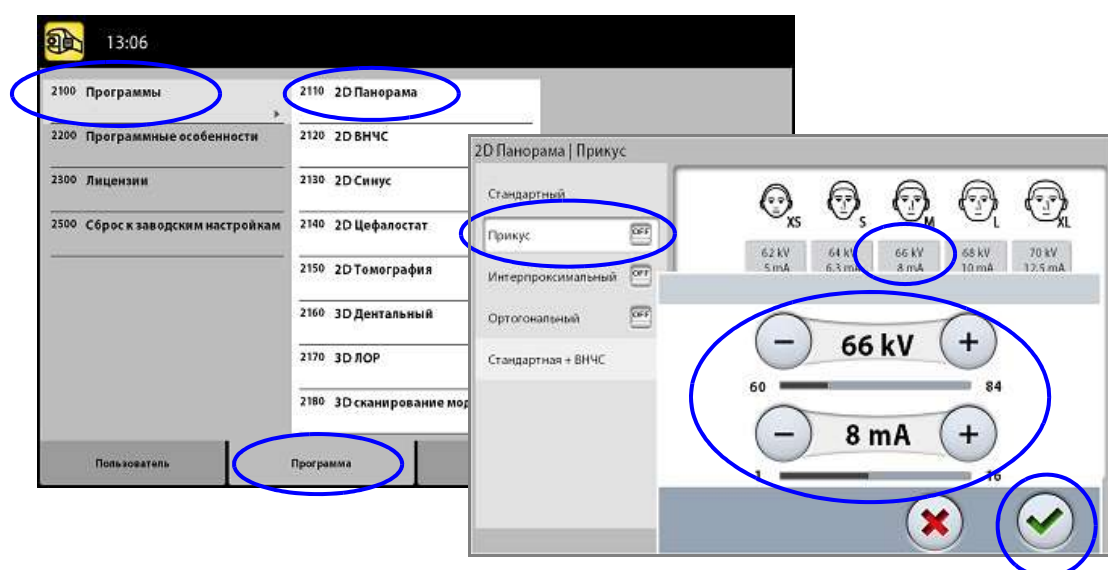 13:06
2100 Программы
2110 2D Панорама
2200 Программные особенности
2120 2D ВНЧС
2300 Лицензии
2130 2D Синус
2500 Сброс к заводским настройкам
2140 2D Цефалостат
2150 2D Томография
2160 3D Дентальный
2170 3D ЛОР
2180 3D сканирование мод
Пользователь
Программа
2D Панорама | Прикус
Стандартный
Прикус OFF
Интерпроксимальный OFF
Ортогональный OFF
Стандартная + ВНЧС
XS S M L XL
62 kV 64 kV 66 kV 68 kV 70 kV
5 mA 6.3 mA 8 mA 10 mA 12.5 mA
66 kV
60 84
8 mA
1 16